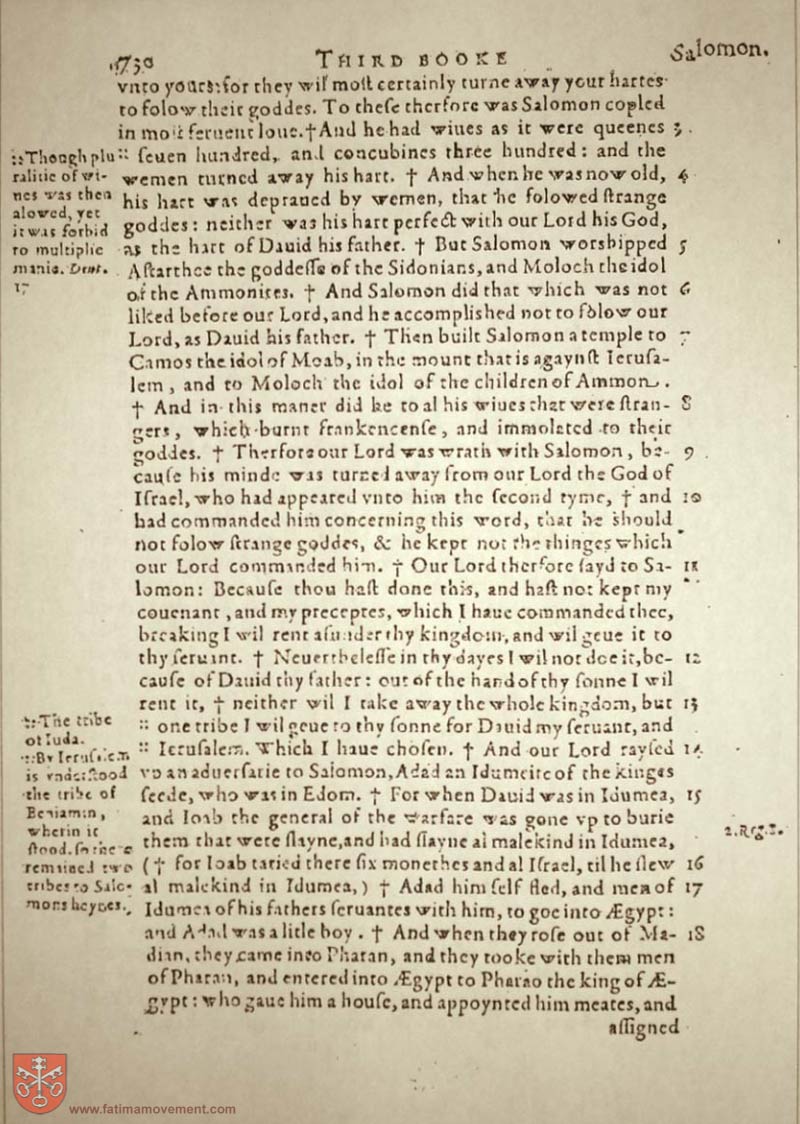 730
THIRD BOOKE
Salomon.
vnto yours: for they wil moſt certainly turne away your hartes
to folow their goddes. To theſe therfore was Salomon copled
in moſt feruent loue. † And he had wiues as it were queenes 3.
:: ſeuen hundred, and concubines three hundred: and the
wemen turned away his hart. † And when he was now old, 4
his hart was depraued by wemen, that he folowed ſtrange
goddes: neither was his hart perfect with our Lord his God,
as the hart of Dauid his father. † But Salomon worshipped 5
Aſtarthee the goddeſſe of the Sidonians, and Moloch the idol
of the Ammonites. † And Salomon did that which was not 6
liked before our Lord, and he accomplished not to folow our
Lord, as Dauid his father. † Then built Salomon a temple to 7
Camos the idol of Moab, in the mount that is agaynſt Ieruſa-
lem, and to Moloch the idol of the children of Ammon.
† And in this maner did he to al his wiues that were ſtran- 8
gers, which burnt frankencenſe, and immolated to their
goddes. † Therfore our Lord was wrath with Salomon, be- 9
cauſe his minde was turned away from our Lord the God of
Iſrael, who had appeared vnto him the ſecond tyme, † and 10
had commanded him concerning this word, that he should
not folow ſtrange goddes, & he kept not the thinges which
our Lord commanded him. † Our Lord therfore ſayd to Sa- 11
lomon: Becauſe thou haſt done this, and haſt not kept my
couenant, and my preceptes, which I haue commanded thee,
breaking I wil rent aſunder thy kingdom, and wil geue it to
thy ſeruant. † Neuertheleſſe in thy dayes I wil not doe it, be- 12
cauſe of Dauid thy father: out of the hand of thy ſonne I wil
rent it, † neither wil I take away the whole kingdom, but 13
:: one tribe I wil geue to thy ſonne for Dauid my ſeruant, and
:: Ieruſalem. Which I haue choſen. † And our Lord rayſed 14
vp an aduerſarie to Salomon, Adad an Idumeite of the kinges
ſeede, who was in Edom. † For when Dauid was in Idumea, 15
and Ioab the general of the warfare was gone vp to burie
them that were ſlayne, and had ſlayne al malekind in Idumea,
(† for Ioab taried there ſix monethes and al Iſrael, til he ſlew 16
al malekind in Idumea,) † Adad him ſelf fled, and men of 17
Idumea of his fathers ſeruantes with him, to goe into Ægypt:
and Adad was a litle boy. † And when they roſe out of Ma- 18
dian, they came into Pharan, and they tooke with them men
of Pharan, and entered into Ægypt to Pharao the king of Æ-
gypt: who gaue him a houſe, and appoynted him meates, and
aſſigned
:: Though plu
ralitie of wi-
ues was then
alowed, yet
it was forbid
to multiplie
manie. Deut.
17
:: The tribe
of Iuda.
:: By Ieruſalem
is vnderſtood
the tribe of
Beniamin,
wherin it
ſtood. ſo there
remained two
tribes to Salo-
mons heyres.
2. Reg. 8.
www.fatimamovement.com